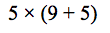 5 × (9 + 5)